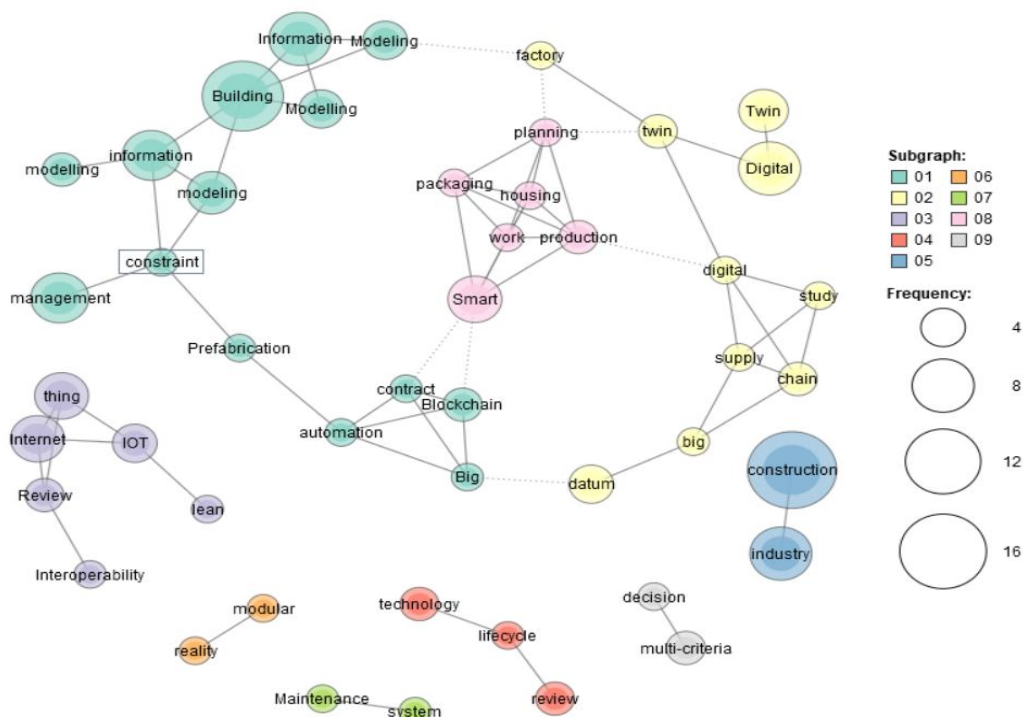 Information
Modeling
factory
Building
Modelling
Twin
planning
twin
modelling
information
modeling
packaging
housing
Digital
work
production
constraint
digital
management
Smart
study
Prefabrication
supply
contract
chain
Blockchain
thing
automation
Internet
IOT
big
Big
datum
construction
Review
lean
industry
Interoperability
modular
technology
decision
reality
lifecycle
multi-criteria
Maintenance
system
review
Subgraph:
01 06
02 07
03 08
04 09
05
Frequency:
4
8
12
16